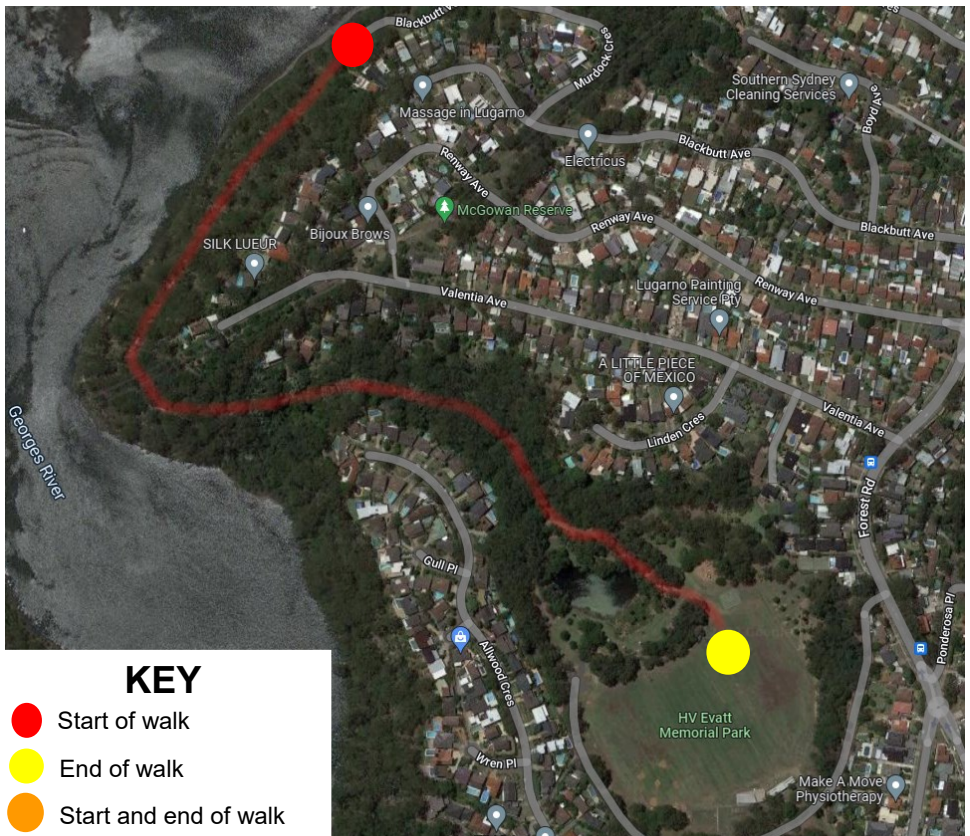 Blackbutt
Murdock Cres
Massage in Lugarno
Southern Sydney
Cleaning Services
Boyd Ave
Electricus
Blackbutt Ave
Renway Ave
McGowan Reserve
Renway Ave
Bijoux Brows
Blackbutt Ave
SILK LUEUR
Renway Ave
Lugarno Painting
Service Pty
Valentia Ave
A LITTLE PIECE
OF MEXICO
Valentia Ave
Linden Cres
Georges River
Forest Rd
Gull Pl
Ponderosa Pl
Allwood Cres
HV Evatt
Memorial Park
Wren Pl
Make A Move
Physiotherapy
KEY
Start of walk
End of walk
Start and end of walk